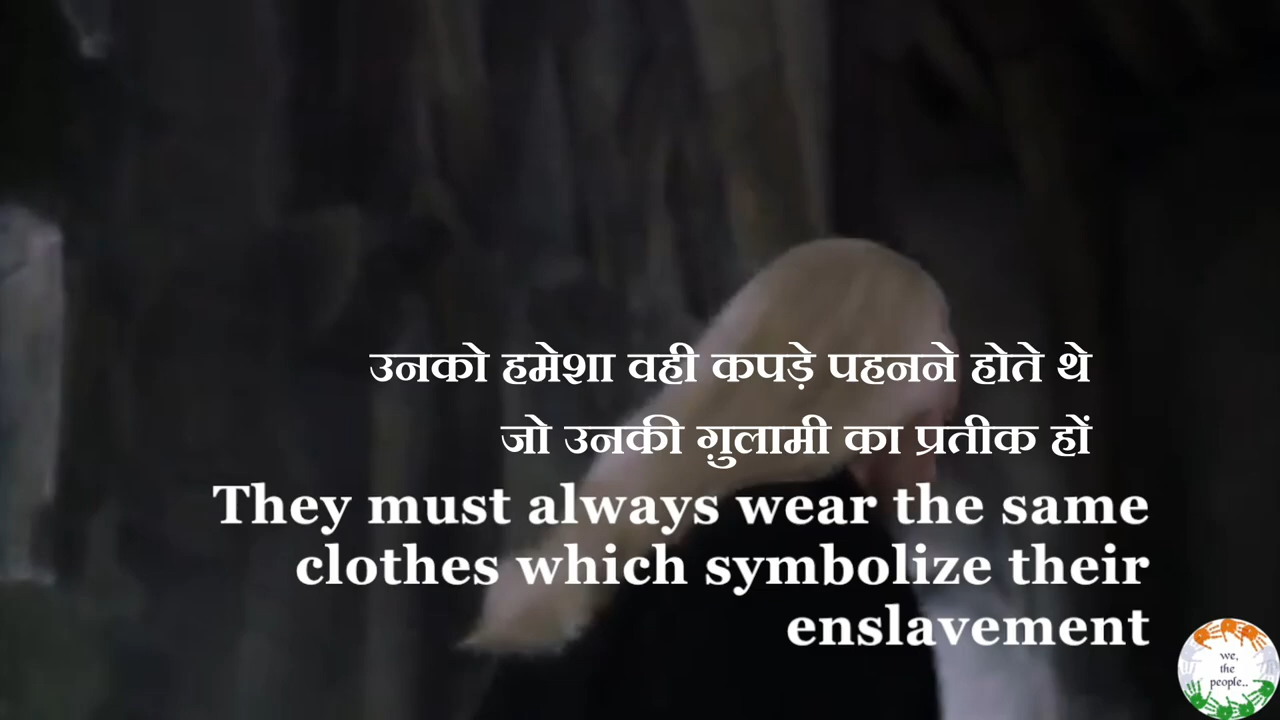 उनको हमेशा वही कपड़े पहनने होते थे
जो उनकी ग़ुलामी का प्रतीक हों
They must always wear the same
clothes which symbolize their
enslavement
we,
the
people..